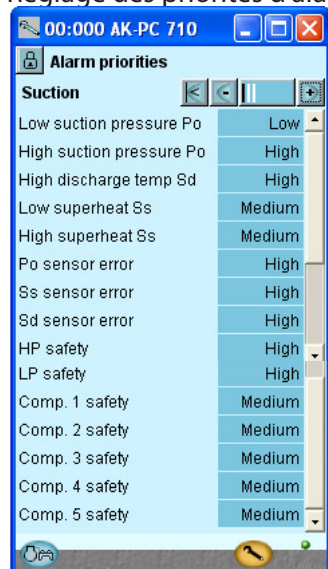 Réglage des priorités d'ala
00:000 AK-PC 710
Alarm priorities
Suction
Low suction pressure Po Low
High suction pressure Po High
High discharge temp Sd High
Low superheat Ss Medium
High superheat Ss Medium
Po sensor error High
Ss sensor error High
Sd sensor error High
HP safety High
LP safety High
Comp. 1 safety Medium
Comp. 2 safety Medium
Comp. 3 safety Medium
Comp. 4 safety Medium
Comp. 5 safety Medium